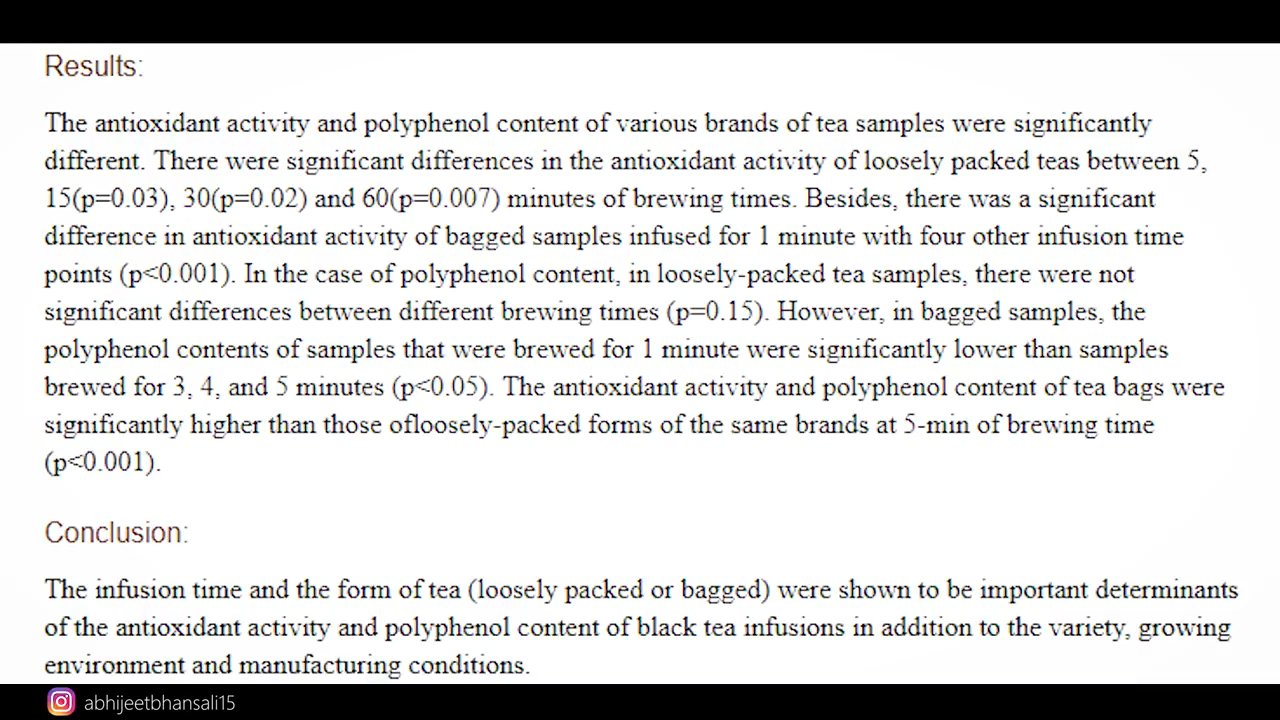 Results:
The antioxidant activity and polyphenol content of various brands of tea samples were significantly
different. There were significant differences in the antioxidant activity of loosely packed teas between 5,
15(p=0.03), 30(p=0.02) and 60(p=0.007) minutes of brewing times. Besides, there was a significant
difference in antioxidant activity of bagged samples infused for 1 minute with four other infusion time
points (p<0.001). In the case of polyphenol content, in loosely-packed tea samples, there were not
significant differences between different brewing times (p=0.15). However, in bagged samples, the
polyphenol contents of samples that were brewed for 1 minute were significantly lower than samples
brewed for 3, 4, and 5 minutes (p<0.05). The antioxidant activity and polyphenol content of tea bags were
significantly higher than those ofloosely-packed forms of the same brands at 5-min of brewing time
(p<0.001).
Conclusion:
The infusion time and the form of tea (loosely packed or bagged) were shown to be important determinants
of the antioxidant activity and polyphenol content of black tea infusions in addition to the variety, growing
environment and manufacturing conditions.
abhijeetbhansali15